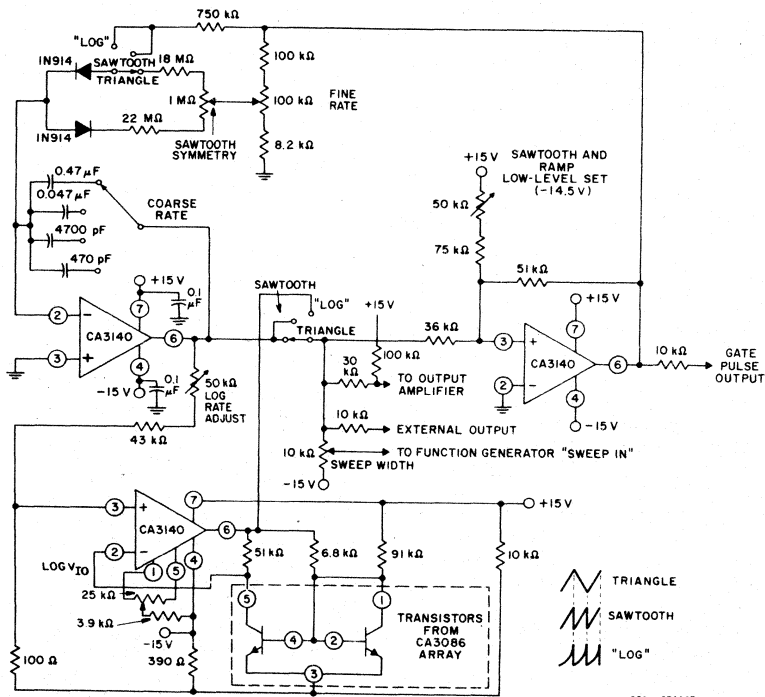 750 kΩ
"LOG"
1N914
SAWTOOTH
18 MΩ
TRIANGLE
100 kΩ
1 MΩ
100 kΩ
FINE
RATE
22 MΩ
1N914
SAWTOOTH
SYMMETRY
8.2 kΩ
0.47 µF
0.047 µF
4700 pF
470 pF
COARSE
RATE
+15 V
SAWTOOTH AND
RAMP
LOW-LEVEL SET
(-14.5 V)
50 kΩ
75 kΩ
51 kΩ
+15 V
0.1
µF
7
2
-
CA3140
6
3
+
4
-15 V
0.1
µF
50 kΩ
LOG
RATE
ADJUST
43 kΩ
SAWTOOTH
"LOG"
TRIANGLE
+15 V
36 kΩ
30
kΩ
100 kΩ
TO OUTPUT
AMPLIFIER
10 kΩ
EXTERNAL OUTPUT
10 kΩ
TO FUNCTION GENERATOR "SWEEP IN"
SWEEP WIDTH
-15 V
+15 V
7
3
+
CA3140
6
2
-
4
-15 V
10 kΩ
GATE
PULSE
OUTPUT
3
+
7
+15 V
CA3140
6
2
-
1
5
4
LOG VIO
25 kΩ
3.9 kΩ
-15 V
100 Ω
390 Ω
51 kΩ
6.8 kΩ
91 kΩ
10 kΩ
5
1
4
2
3
TRANSISTORS
FROM
CA3086
ARRAY
TRIANGLE
SAWTOOTH
"LOG"